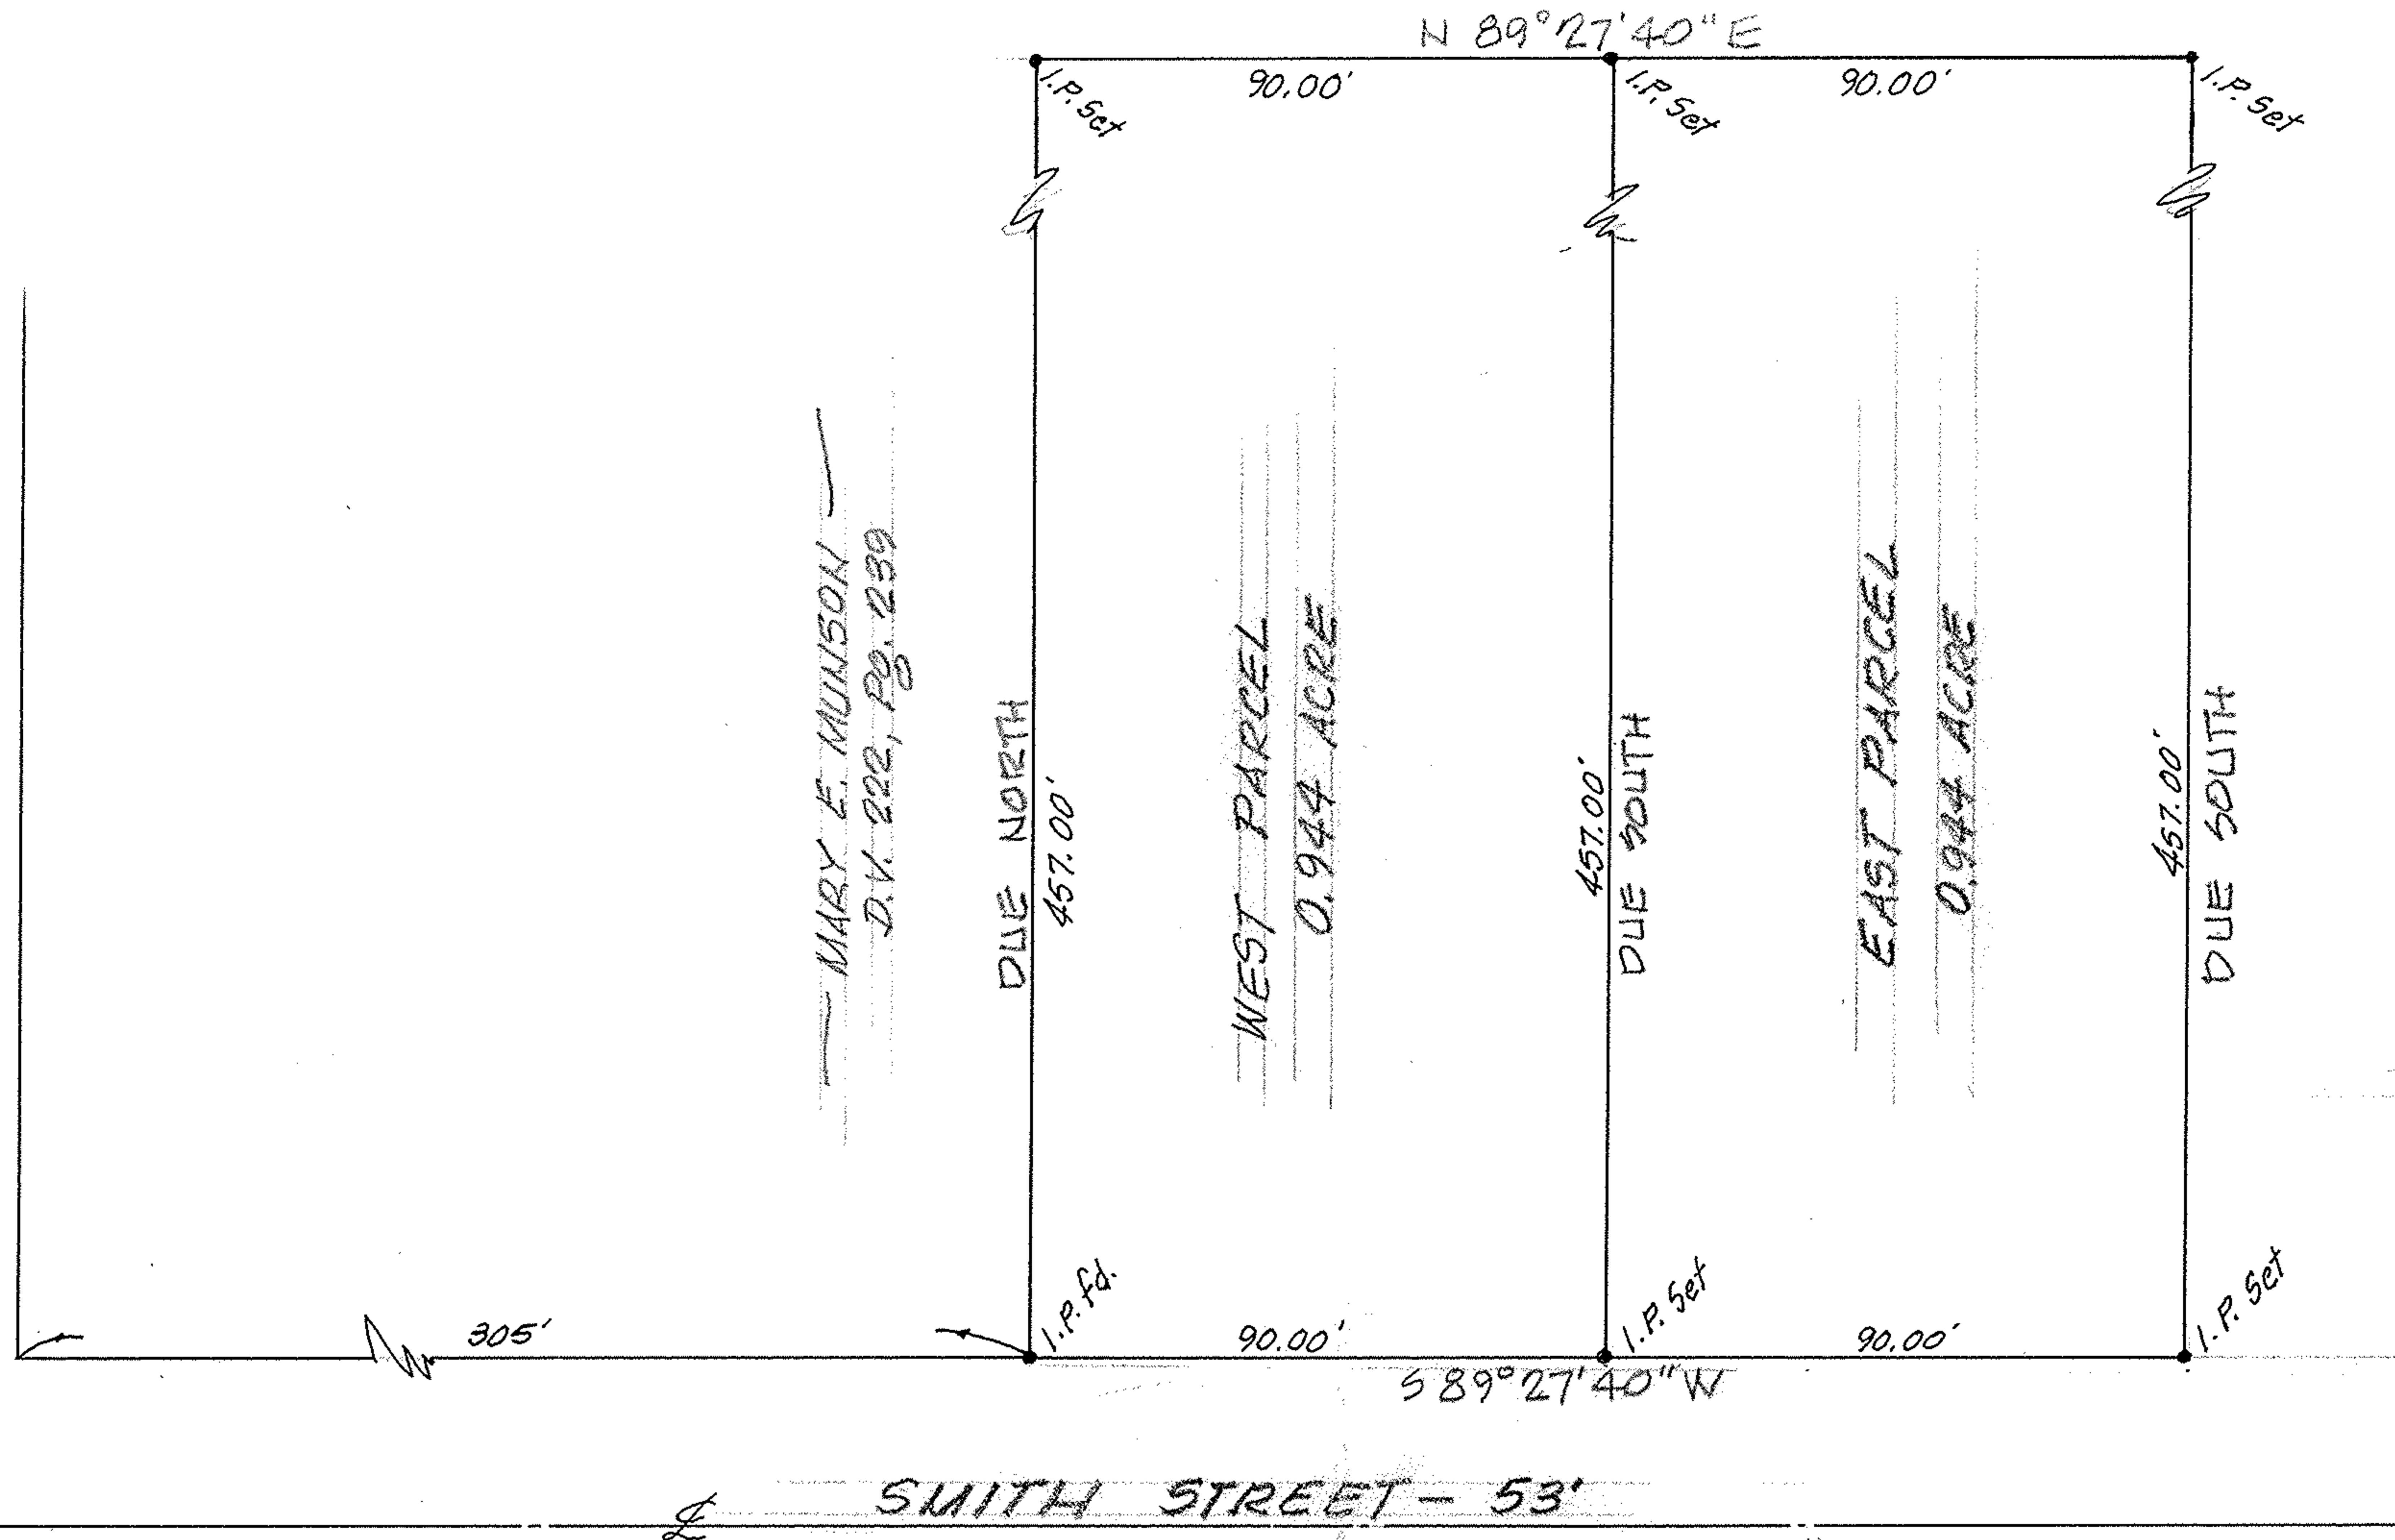 N 89°27'40" E
90.00'
90.00'
I.P. Set
I.P. Set
I.P. Set
MARY E. MUNSON
D.V. 222, Pg. 239
DUE NORTH
457.00'
WEST PARCEL
0.944 ACRE
457.00'
DUE SOUTH
EAST PARCEL
0.944 ACRE
457.00'
DUE SOUTH
305'
I.P. fd.
90.00'
I.P. Set
90.00'
I.P. Set
S 89°27'40" W
℄ SMITH STREET - 53'